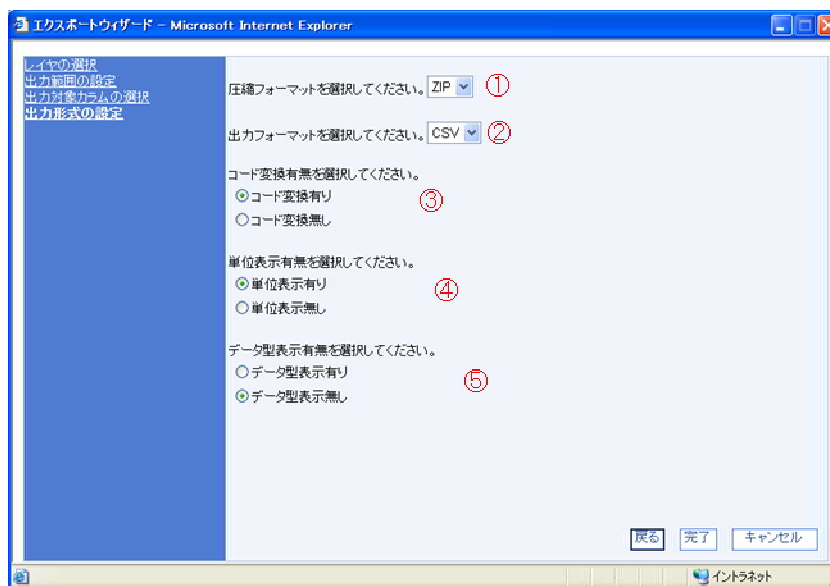 エクスポートウィザード - Microsoft Internet Explorer
レイヤの選択
出力範囲の設定
出力対象カラムの選択
出力形式の設定
圧縮フォーマットを選択してください。 ZIP ①
出力フォーマットを選択してください。 CSV ②
コード変換有無を選択してください。
コード変換有り ③
コード変換無し
単位表示有無を選択してください。
単位表示有り ④
単位表示無し
データ型表示有無を選択してください。
データ型表示有り ⑤
データ型表示無し
戻る 完了 キャンセル
イントラネット